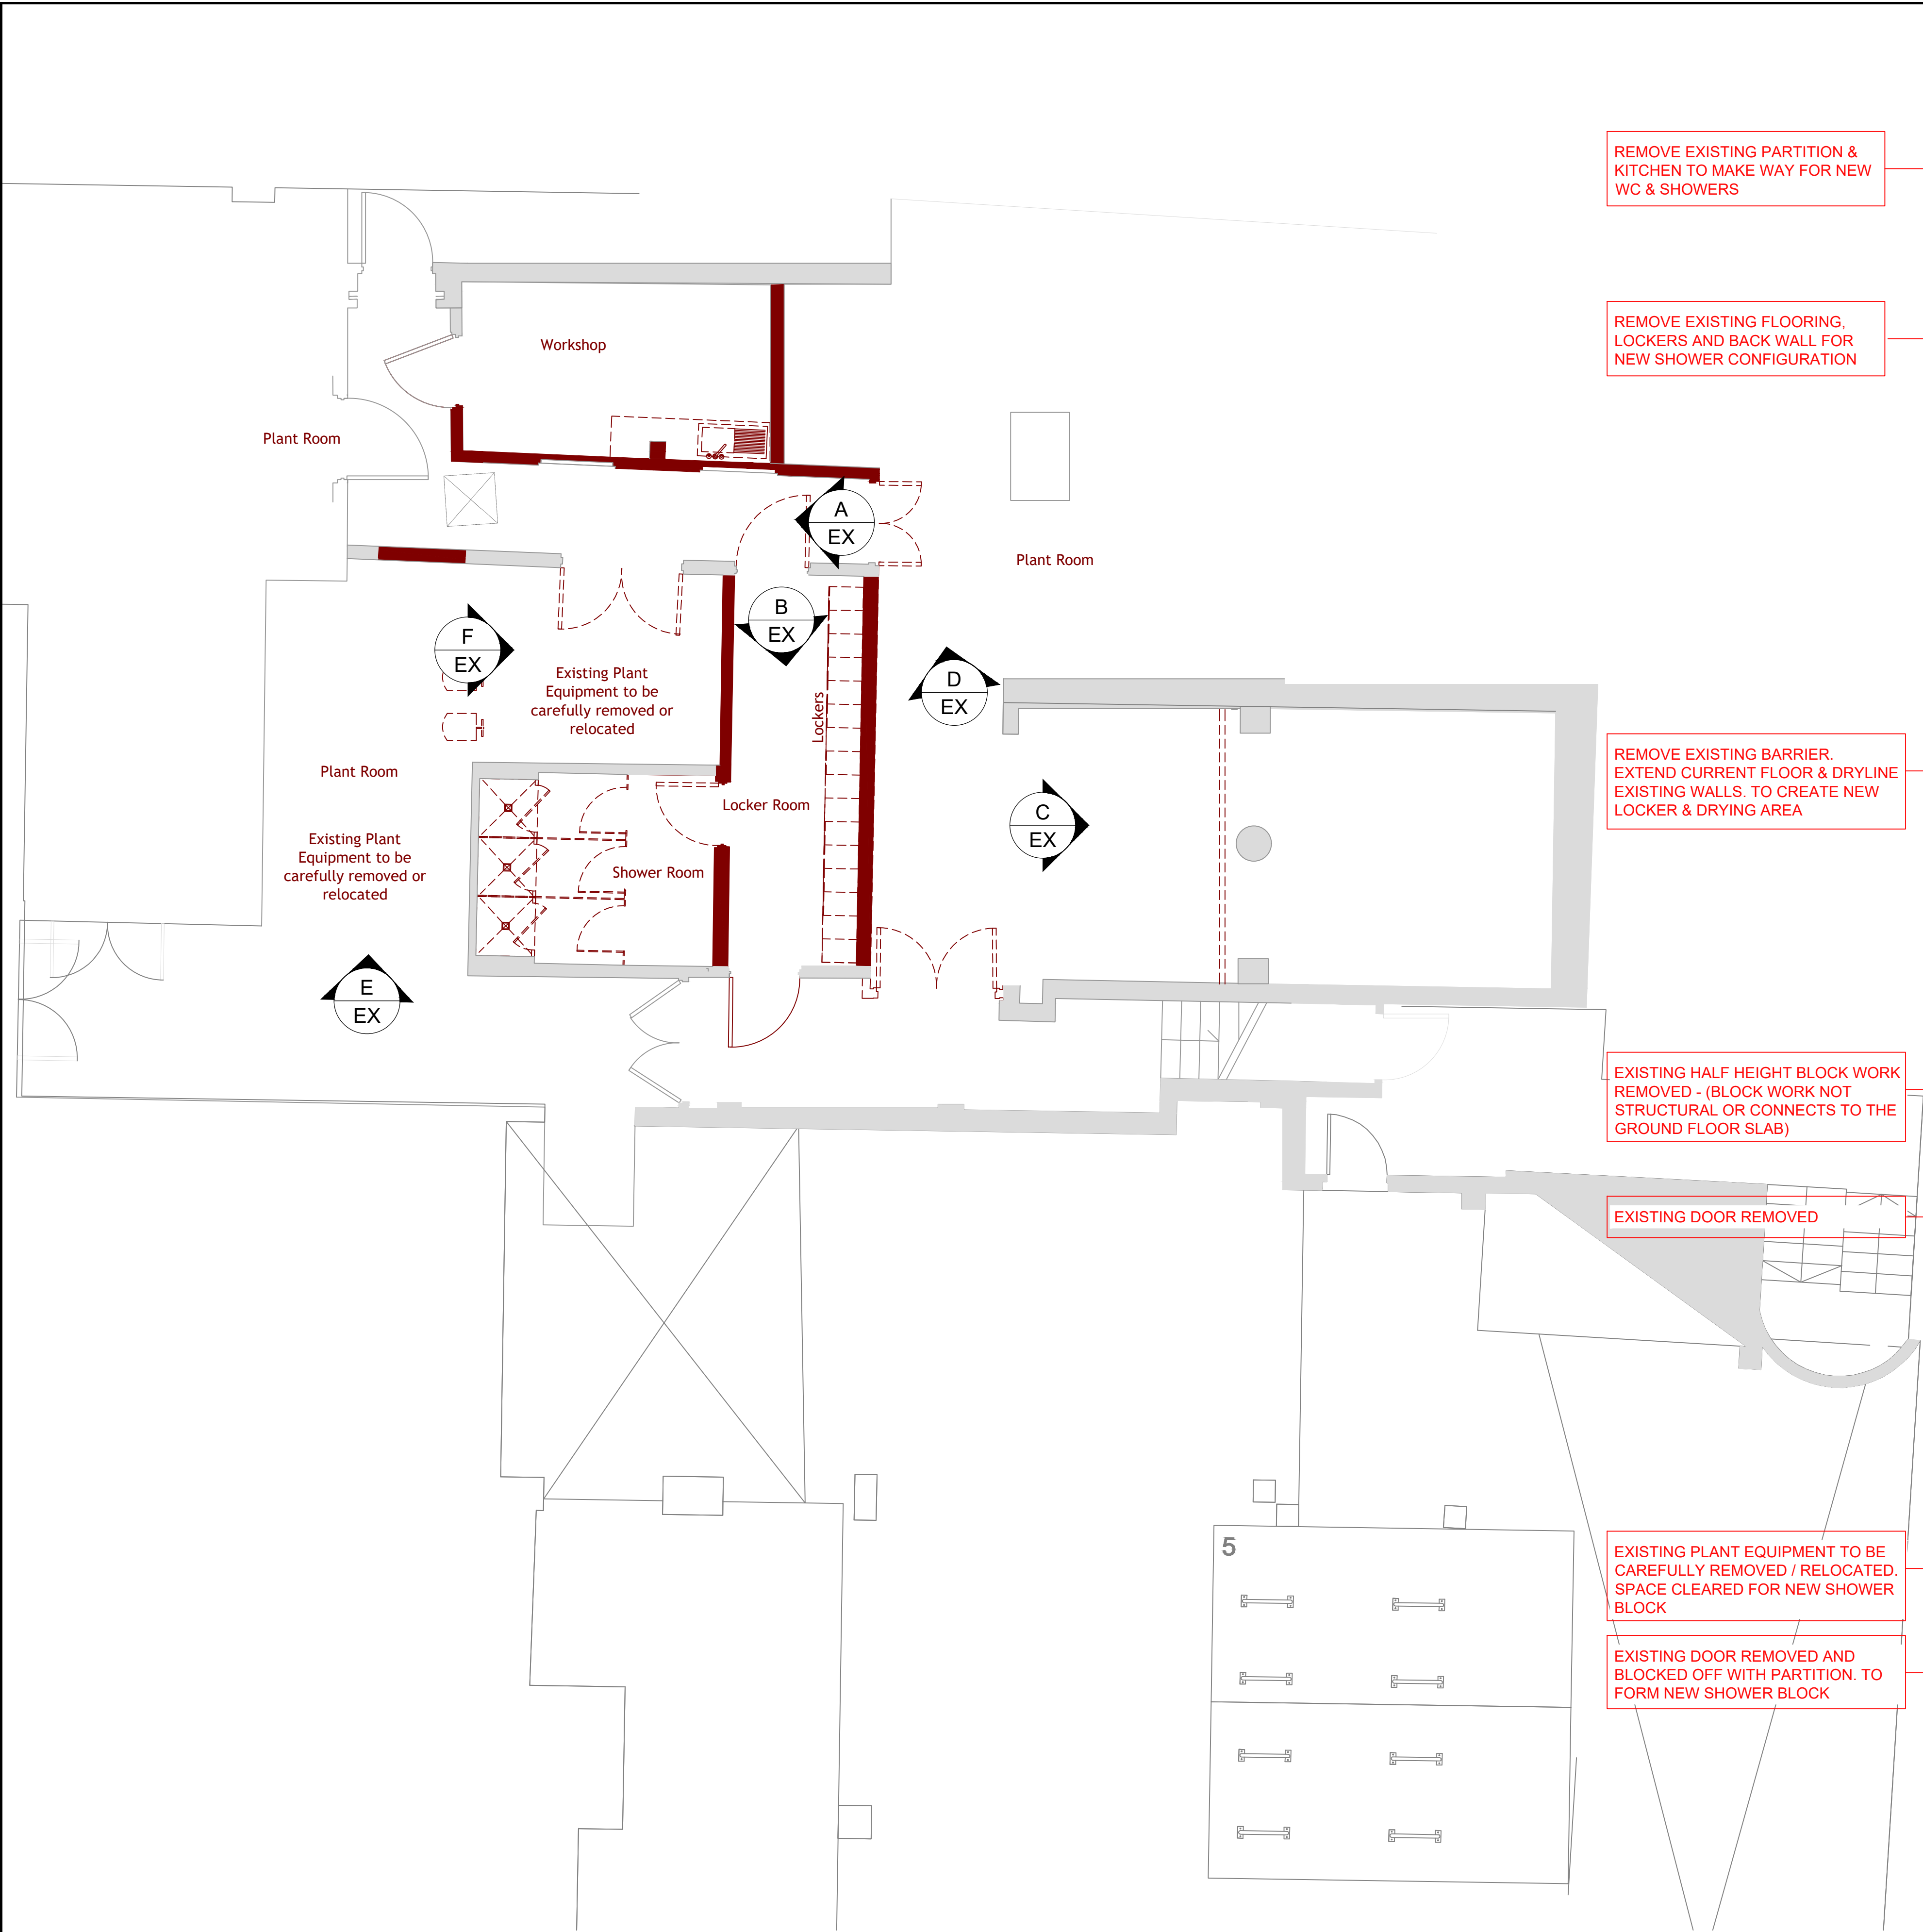 REMOVE EXISTING PARTITION &
KITCHEN TO MAKE WAY FOR NEW
WC & SHOWERS
REMOVE EXISTING FLOORING,
LOCKERS AND BACK WALL FOR
NEW SHOWER CONFIGURATION
Workshop
Plant Room
A
EX
Plant Room
B
EX
F
EX
Existing Plant
Equipment to be
carefully removed or
relocated
Lockers
D
EX
Plant Room
Locker Room
C
EX
REMOVE EXISTING BARRIER.
EXTEND CURRENT FLOOR & DRYLINE
EXISTING WALLS. TO CREATE NEW
LOCKER & DRYING AREA
Existing Plant
Equipment to be
carefully removed or
relocated
Shower Room
E
EX
EXISTING HALF HEIGHT BLOCK WORK
REMOVED - (BLOCK WORK NOT
STRUCTURAL OR CONNECTS TO THE
GROUND FLOOR SLAB)
EXISTING DOOR REMOVED
5
EXISTING PLANT EQUIPMENT TO BE
CAREFULLY REMOVED / RELOCATED.
SPACE CLEARED FOR NEW SHOWER
BLOCK
EXISTING DOOR REMOVED AND
BLOCKED OFF WITH PARTITION. TO
FORM NEW SHOWER BLOCK